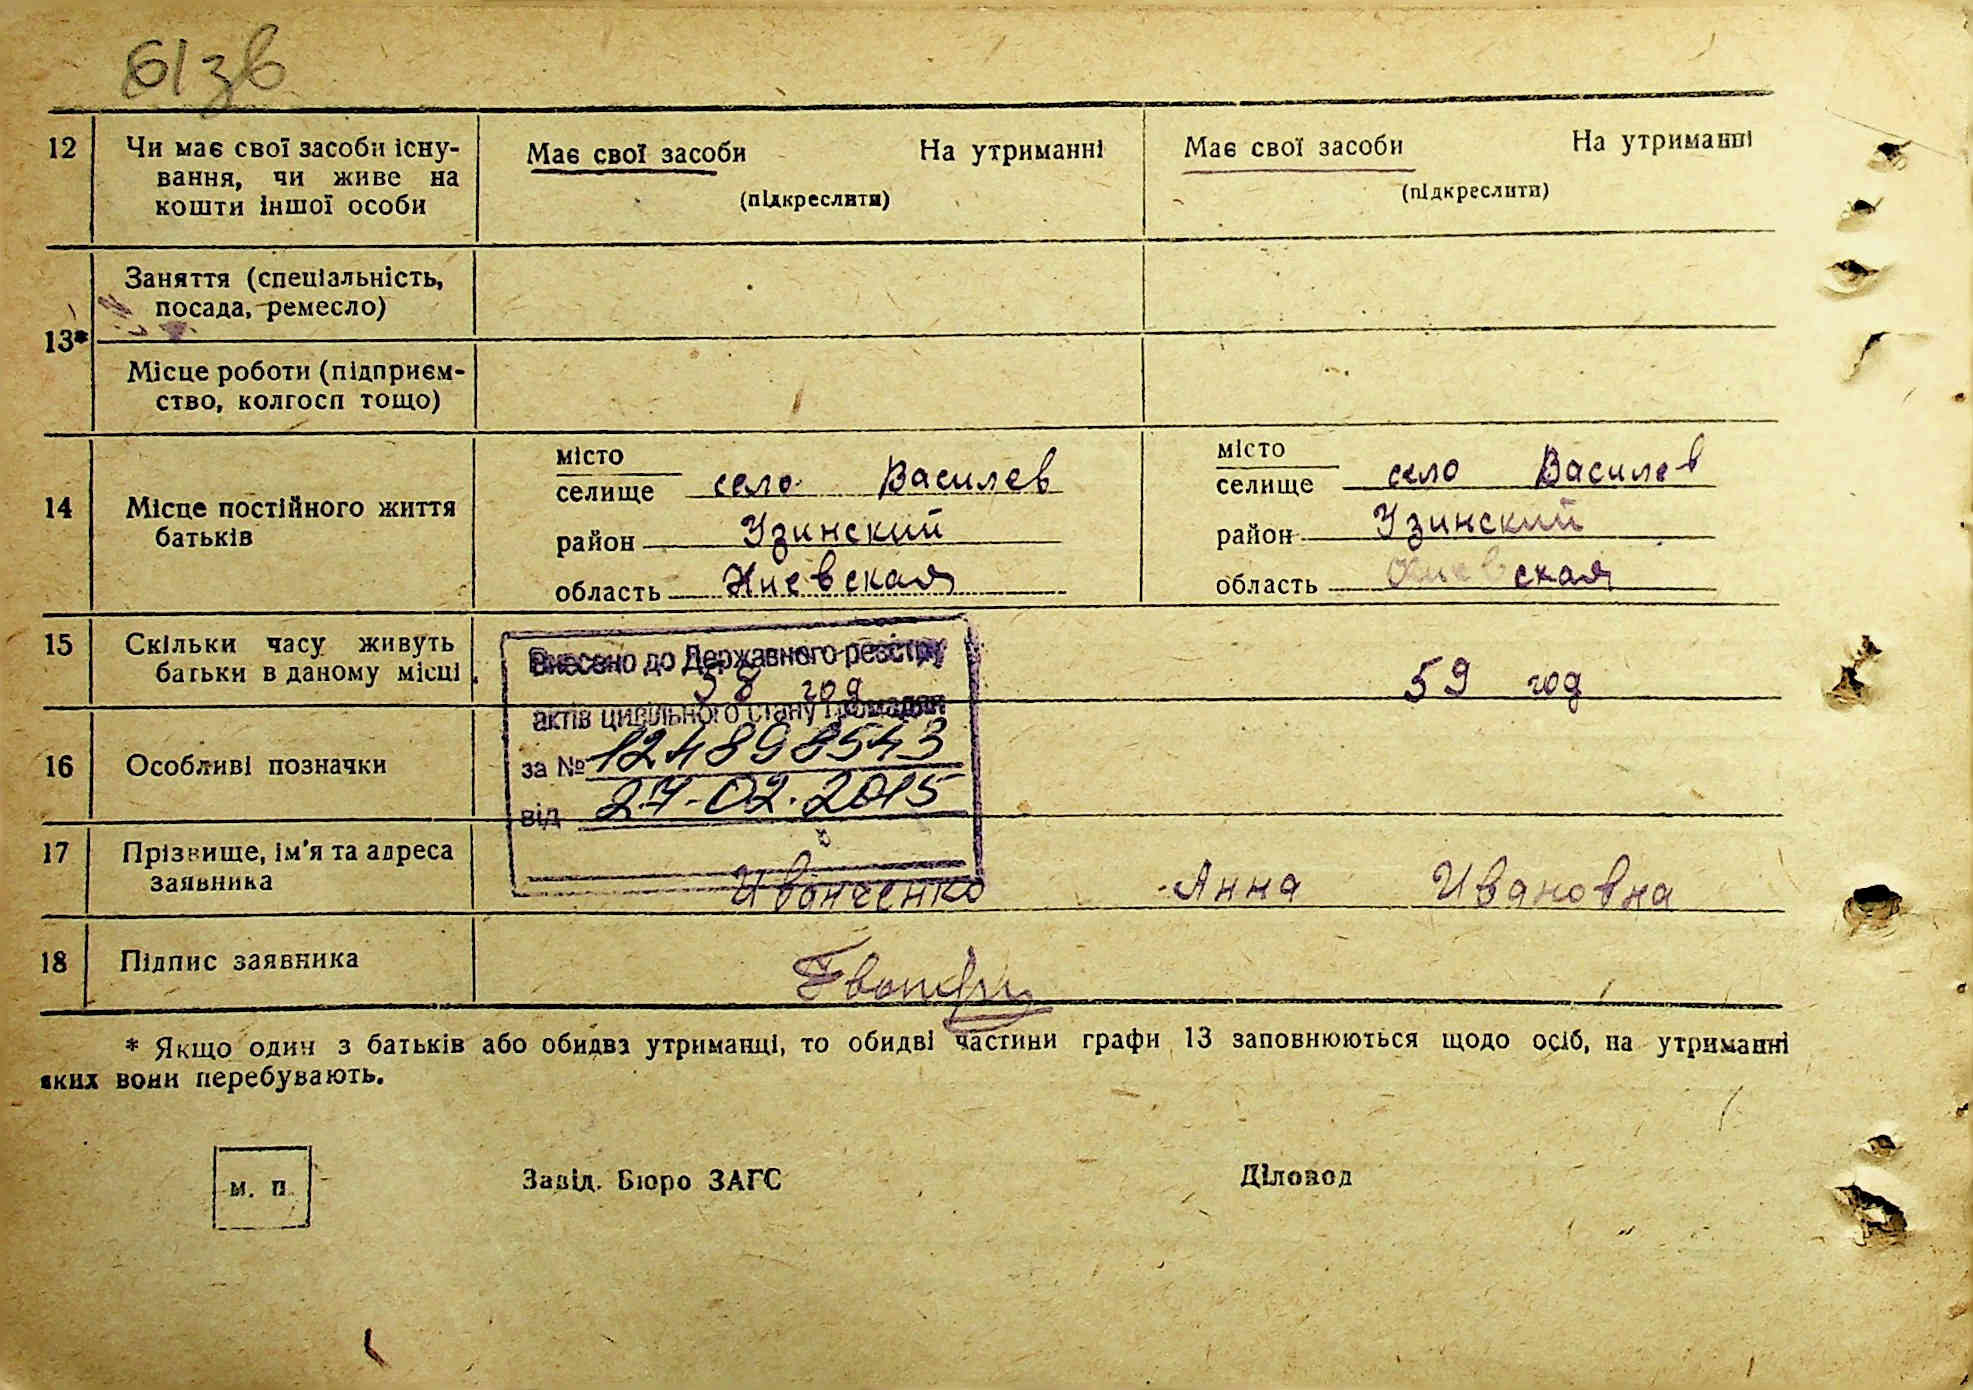 61зв
12 Чи має свої засоби існу- Має свої засоби На утриманні Має свої засоби На утриманні
вання, чи живе на (підкреслити) (підкреслити)
кошти іншої особи
Заняття (спеціальність,
посада, ремесло)
13*
Місце роботи (підприєм-
ство, колгосп тощо)
місто місто
селище село Василев селище село Василев
14 Місце постійного життя район Узинский район Узинский
батьків область Киевская область Киевская
15 Скільки часу живуть Внесено до Державного реєстру
батьки в даному місці 58 год 59 год
актів цивільного стану громадян
16 Особливі позначки за № 124898543
від 27-02.2015
17 Прізвище, ім'я та адреса
заявника Иванченко Анна Ивановна
18 Підпис заявника
* Якщо один з батьків або обидва утриманці, то обидві частини графи 13 заповнюються щодо осіб, на утриманні
яких вони перебувають.
м. п. Завід. Бюро ЗАГС Діловод